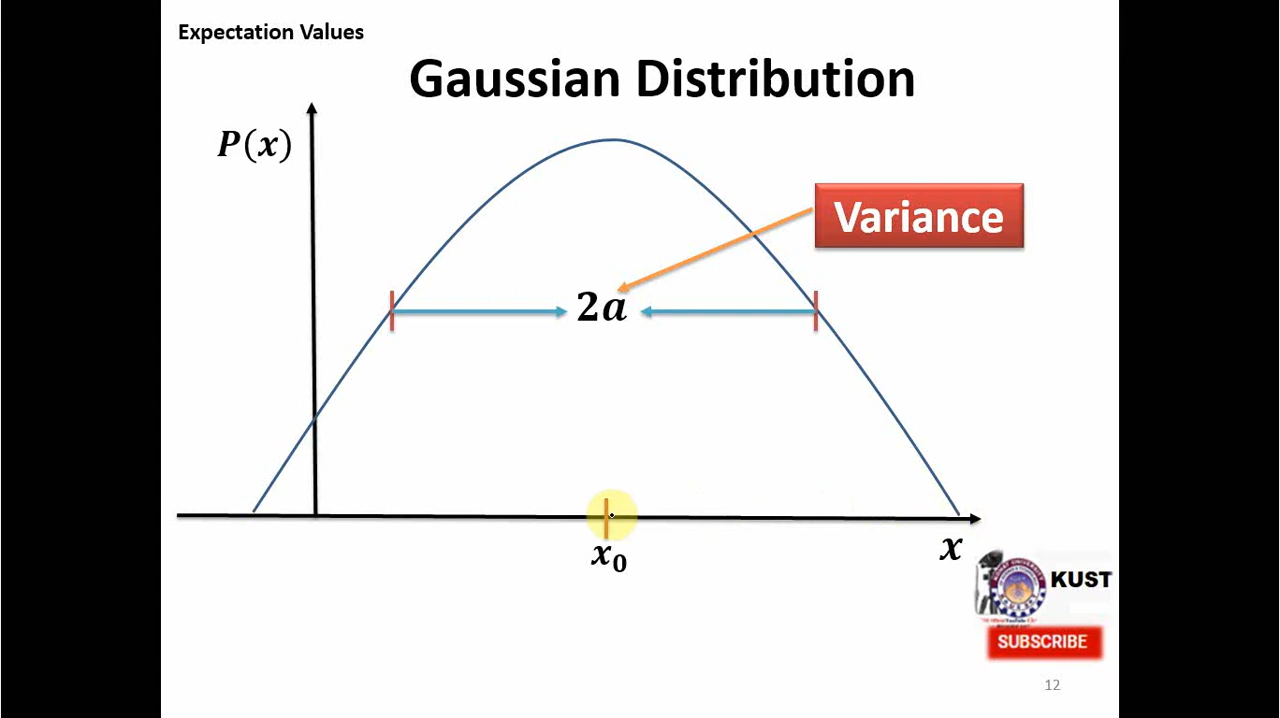 Expectation Values
Gaussian Distribution
P(x)
Variance
2a
x₀
x
KUST
SUBSCRIBE
12